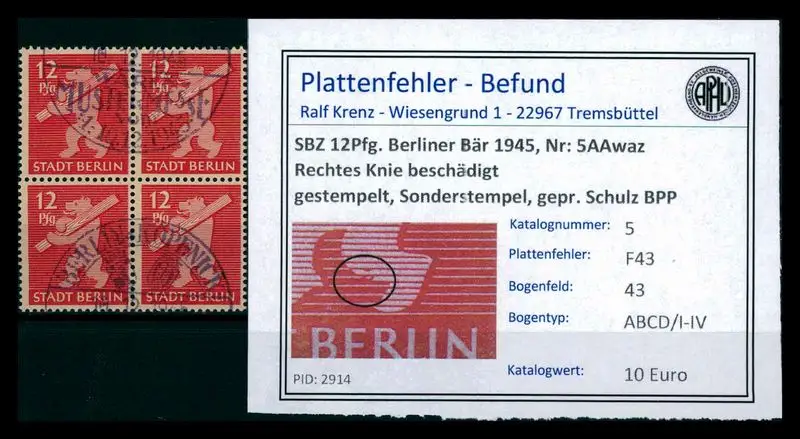 12 12
Pfg Pfg
STADT BERLIN STADT BERLIN
12 12
Pfg Pfg
STADT BERLIN STADT BERLIN
Plattenfehler - Befund
Ralf Krenz - Wiesengrund 1 - 22967 Tremsbüttel
SBZ 12Pfg. Berliner Bär 1945, Nr: 5AAwaz
Rechtes Knie beschädigt
gestempelt, Sonderstempel, gepr. Schulz BPP
Katalognummer: 5
Plattenfehler: F43
Bogenfeld: 43
Bogentyp: ABCD/I-IV
Katalogwert: 10 Euro
BERLIN
PID: 2914